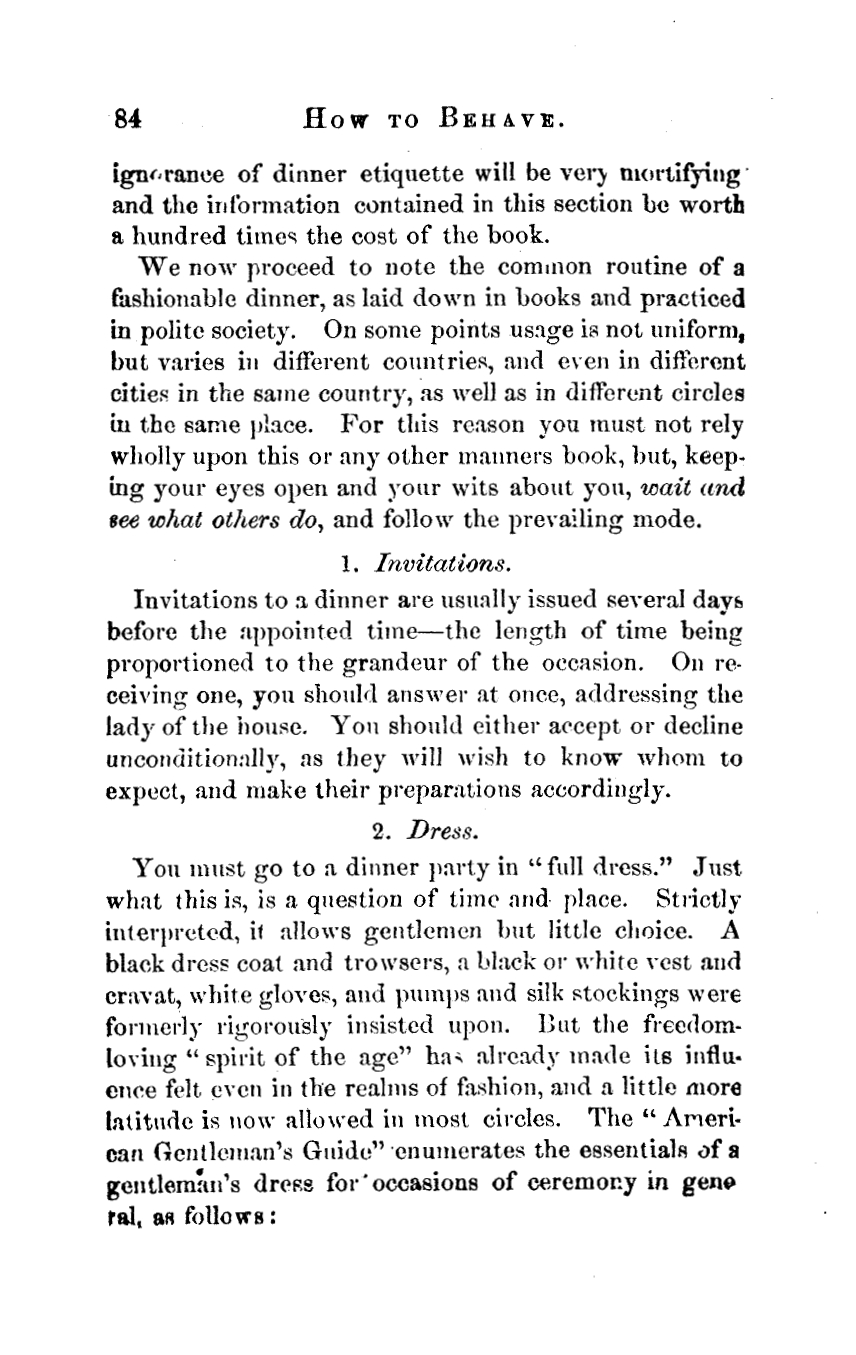 84 How to Behave.
ignorance of dinner etiquette will be very mortifying
and the information contained in this section be worth
a hundred times the cost of the book.
We now proceed to note the common routine of a
fashionable dinner, as laid down in books and practiced
in polite society. On some points usage is not uniform,
but varies in different countries, and even in different
cities in the same country, as well as in different circles
in the same place. For this reason you must not rely
wholly upon this or any other manners book, but, keep-
ing your eyes open and your wits about you, wait and
see what others do, and follow the prevailing mode.
1. Invitations.
Invitations to a dinner are usually issued several days
before the appointed time—the length of time being
proportioned to the grandeur of the occasion. On re-
ceiving one, you should answer at once, addressing the
lady of the house. You should either accept or decline
unconditionally, as they will wish to know whom to
expect, and make their preparations accordingly.
2. Dress.
You must go to a dinner party in “full dress.” Just
what this is, is a question of time and place. Strictly
interpreted, it allows gentlemen but little choice. A
black dress coat and trowsers, a black or white vest and
cravat, white gloves, and pumps and silk stockings were
formerly rigorously insisted upon. But the freedom-
loving “spirit of the age” has already made its influ-
ence felt even in the realms of fashion, and a little more
latitude is now allowed in most circles. The “Ameri-
can Gentleman’s Guide” enumerates the essentials of a
gentleman’s dress for occasions of ceremony in gene
ral, as follows: